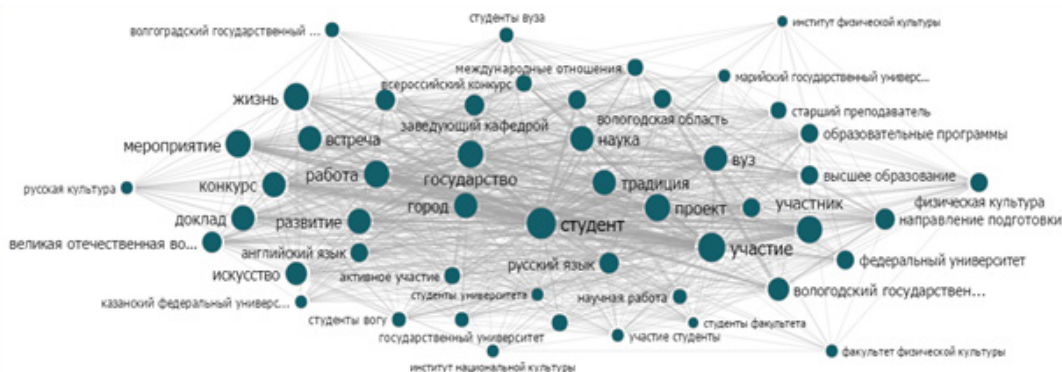 студенты вуза
институт физической культуры
волгоградский государственный ...
международные отношения
марийский государственный универс...
всероссийский конкурс
жизнь
старший преподаватель
заведующий кафедрой
вологодская область
образовательные программы
мероприятие
встреча
наука
вуз
государство
высшее образование
русская культура
конкурс
работа
традиция
физическая культура
город
проект
участник
доклад
развитие
студент
направление подготовки
великая отечественная во...
английский язык
участие
русский язык
федеральный университет
искусство
активное участие
вологодский государствен...
казанский федеральный универс...
студенты университета
научная работа
студенты вогу
студенты факультета
государственный университет
участие студенты
институт национальной культуры
факультет физической культуры